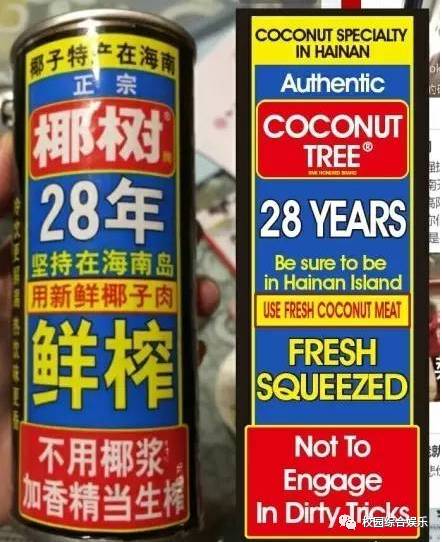 椰子特产在海南
正宗
椰树®
28年
坚持在海南岛
用新鲜椰子肉
鲜榨
不用椰浆
加香精当生榨
COCONUT SPECIALTY
IN HAINAN
Authentic
COCONUT
TREE®
28 YEARS
Be sure to be
in Hainan Island
USE FRESH COCONUT MEAT
FRESH
SQUEEZED
Not To
Engage
In Dirty Tricks
校园综合娱乐